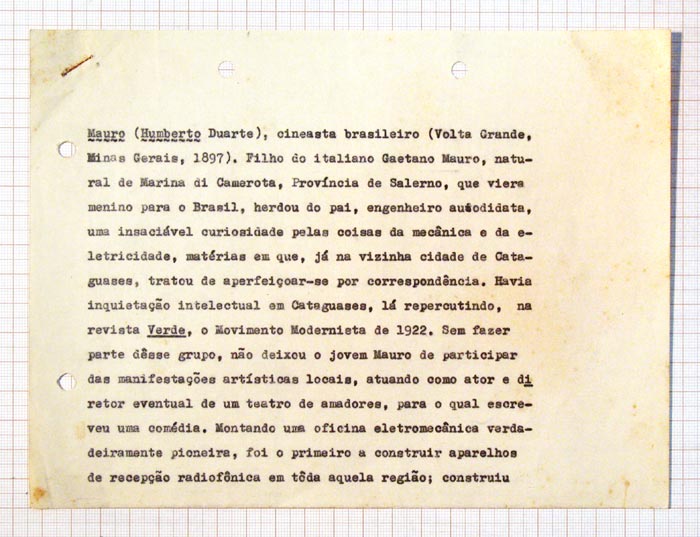 Mauro (Humberto Duarte), cineasta brasileiro (Volta Grande,
Minas Gerais, 1897). Filho do italiano Gaetano Mauro, natu-
ral de Marina di Camerota, Província de Salerno, que viera
menino para o Brasil, herdou do pai, engenheiro autodidata,
uma insaciável curiosidade pelas coisas da mecânica e da e-
letricidade, matérias em que, já na vizinha cidade de Cata-
guases, tratou de aperfeiçoar-se por correspondência. Havia
inquietação intelectual em Cataguases, lá repercutindo, na
revista Verde, o Movimento Modernista de 1922. Sem fazer
parte dêsse grupo, não deixou o jovem Mauro de participar
das manifestações artísticas locais, atuando como ator e di
retor eventual de um teatro de amadores, para o qual escre-
veu uma comédia. Montando uma oficina eletromecânica verda-
deiramente pioneira, foi o primeiro a construir aparelhos
de recepção radiofônica em tôda aquela região; construiu